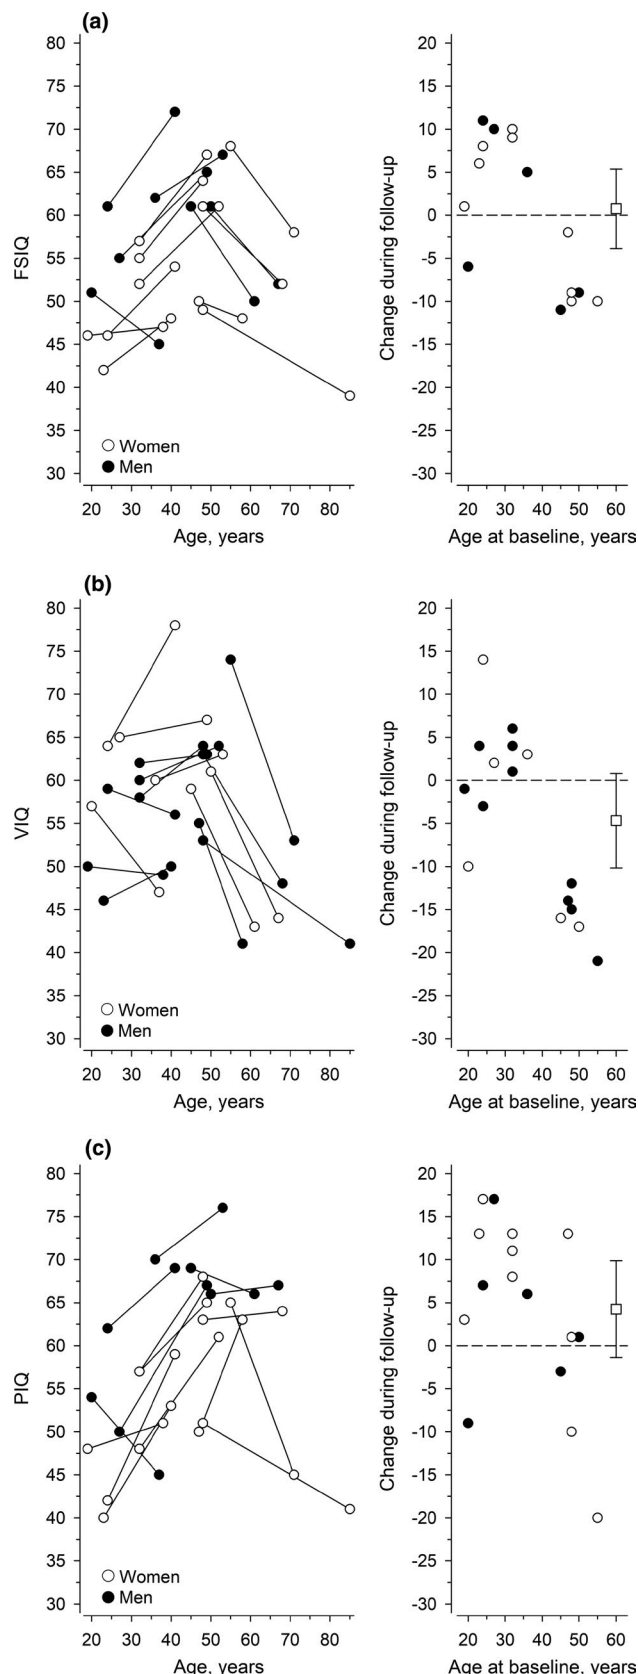 (a)
80
75
70
65
60
55
50
45
40
35
30
FSIQ
Women
Men
20 30 40 50 60 70 80
Age, years
20
15
10
5
0
-5
-10
-15
-20
-25
-30
Change during follow-up
20 30 40 50 60
Age at baseline, years
(b)
80
75
70
65
60
55
50
45
40
35
30
VIQ
Women
Men
20 30 40 50 60 70 80
Age, years
20
15
10
5
0
-5
-10
-15
-20
-25
-30
Change during follow-up
20 30 40 50 60
Age at baseline, years
(c)
80
75
70
65
60
55
50
45
40
35
30
PIQ
Women
Men
20 30 40 50 60 70 80
Age, years
20
15
10
5
0
-5
-10
-15
-20
-25
-30
Change during follow-up
20 30 40 50 60
Age at baseline, years